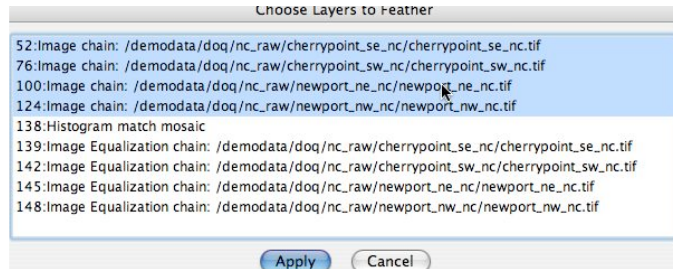 Choose Layers to Feather
52:Image chain: /demodata/doq/nc_raw/cherrypoint_se_nc/cherrypoint_se_nc.tif
76:Image chain: /demodata/doq/nc_raw/cherrypoint_sw_nc/cherrypoint_sw_nc.tif
100:Image chain: /demodata/doq/nc_raw/newport_ne_nc/newport_ne_nc.tif
124:Image chain: /demodata/doq/nc_raw/newport_nw_nc/newport_nw_nc.tif
138:Histogram match mosaic
139:Image Equalization chain: /demodata/doq/nc_raw/cherrypoint_se_nc/cherrypoint_se_nc.tif
142:Image Equalization chain: /demodata/doq/nc_raw/cherrypoint_sw_nc/cherrypoint_sw_nc.tif
145:Image Equalization chain: /demodata/doq/nc_raw/newport_ne_nc/newport_ne_nc.tif
148:Image Equalization chain: /demodata/doq/nc_raw/newport_nw_nc/newport_nw_nc.tif
Apply Cancel